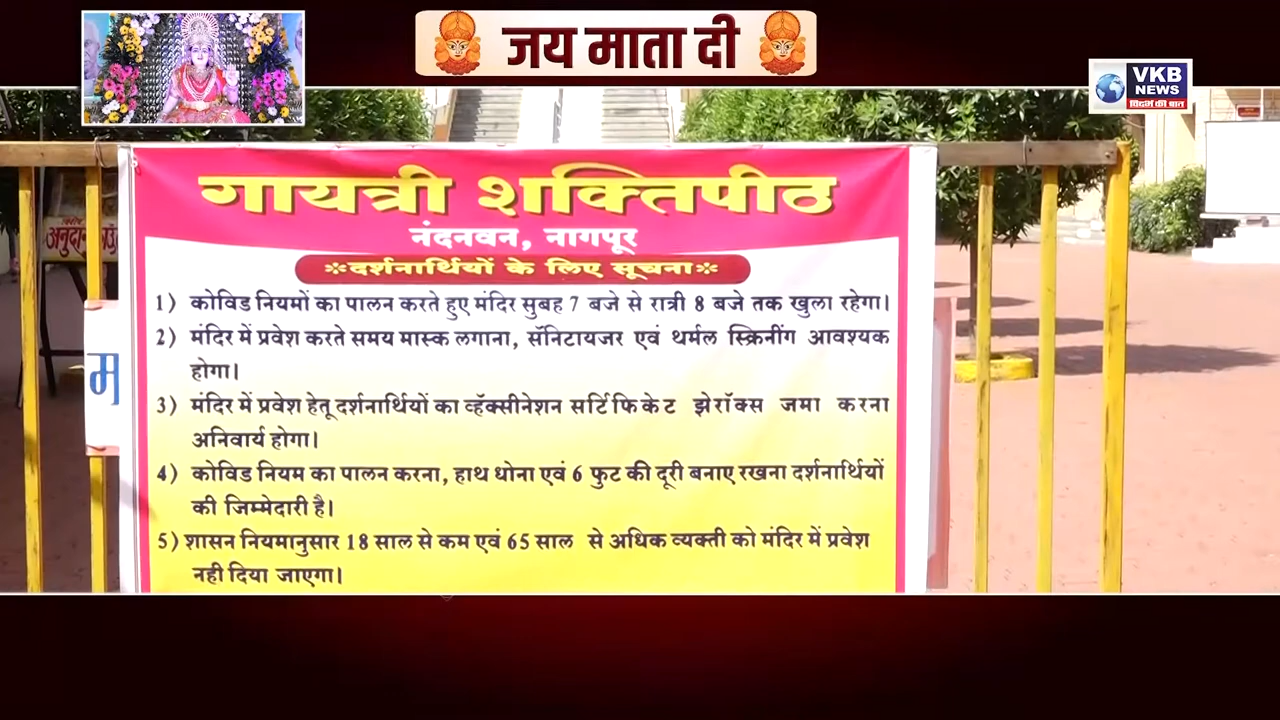 जय माता दी
VKB
NEWS
विदर्भ की बात
गायत्री शक्तिपीठ
नंदनवन, नागपूर
दर्शनार्थियों के लिए सूचना
1) कोविड नियमों का पालन करते हुए मंदिर सुबह 7 बजे से रात्री 8 बजे तक खुला रहेगा।
2) मंदिर में प्रवेश करते समय मास्क लगाना, सॅनिटायजर एवं थर्मल स्क्रिनींग आवश्यक
होगा।
3) मंदिर में प्रवेश हेतू दर्शनार्थियों का व्हॅक्सीनेशन सर्टिफिकेट झेरॉक्स जमा करना
अनिवार्य होगा।
4) कोविड नियम का पालन करना, हाथ धोना एवं 6 फुट की दूरी बनाए रखना दर्शनार्थियों
की जिम्मेदारी है।
5) शासन नियमानुसार 18 साल से कम एवं 65 साल से अधिक व्यक्ती को मंदिर में प्रवेश
नही दिया जाएगा।
म